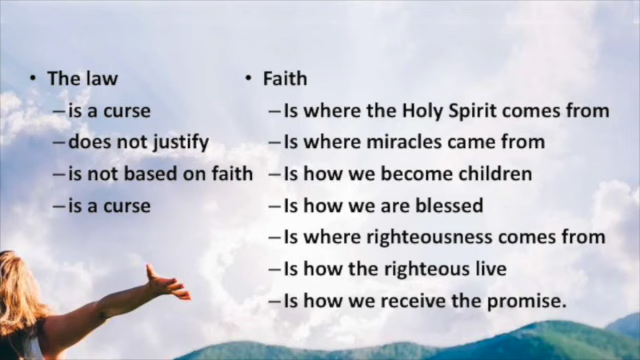 • The law
–is a curse
–does not justify
–is not based on faith
–is a curse
• Faith
–Is where the Holy Spirit comes from
–Is where miracles came from
–Is how we become children
–Is how we are blessed
–Is where righteousness comes from
–Is how the righteous live
–Is how we receive the promise.